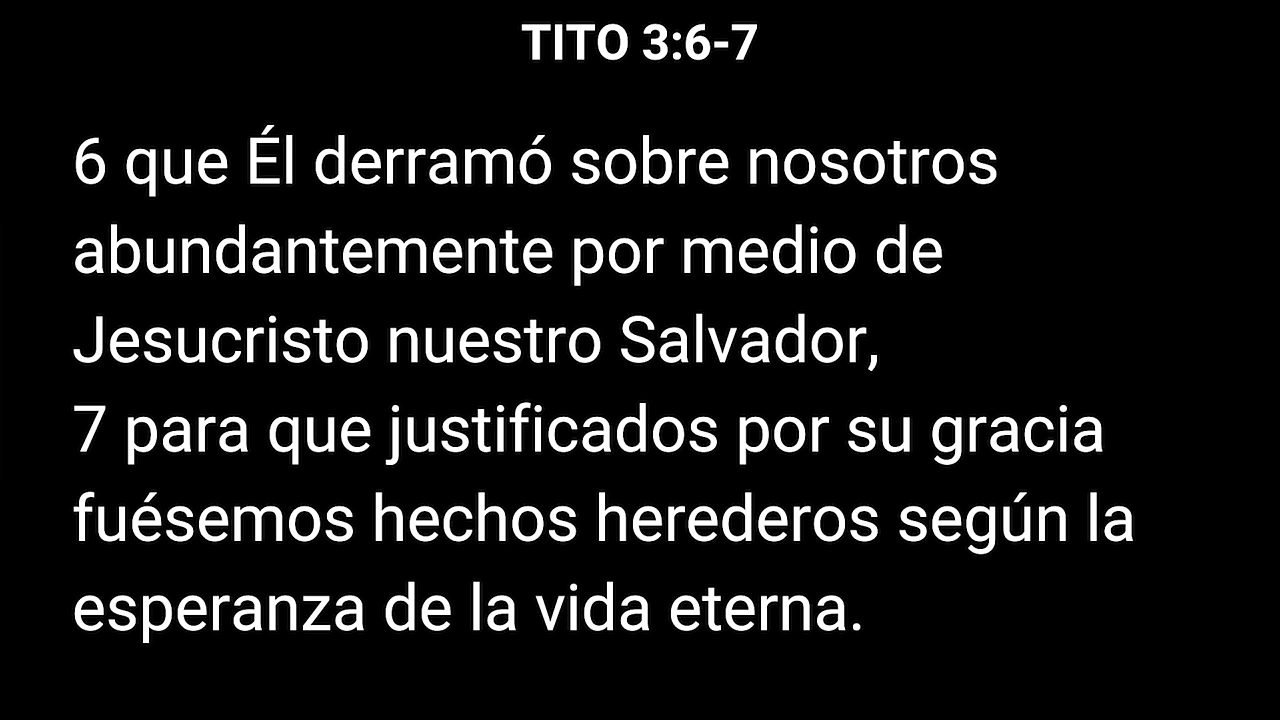 TITO 3:6-7
6 que Él derramó sobre nosotros
abundantemente por medio de
Jesucristo nuestro Salvador,
7 para que justificados por su gracia
fuésemos hechos herederos según la
esperanza de la vida eterna.